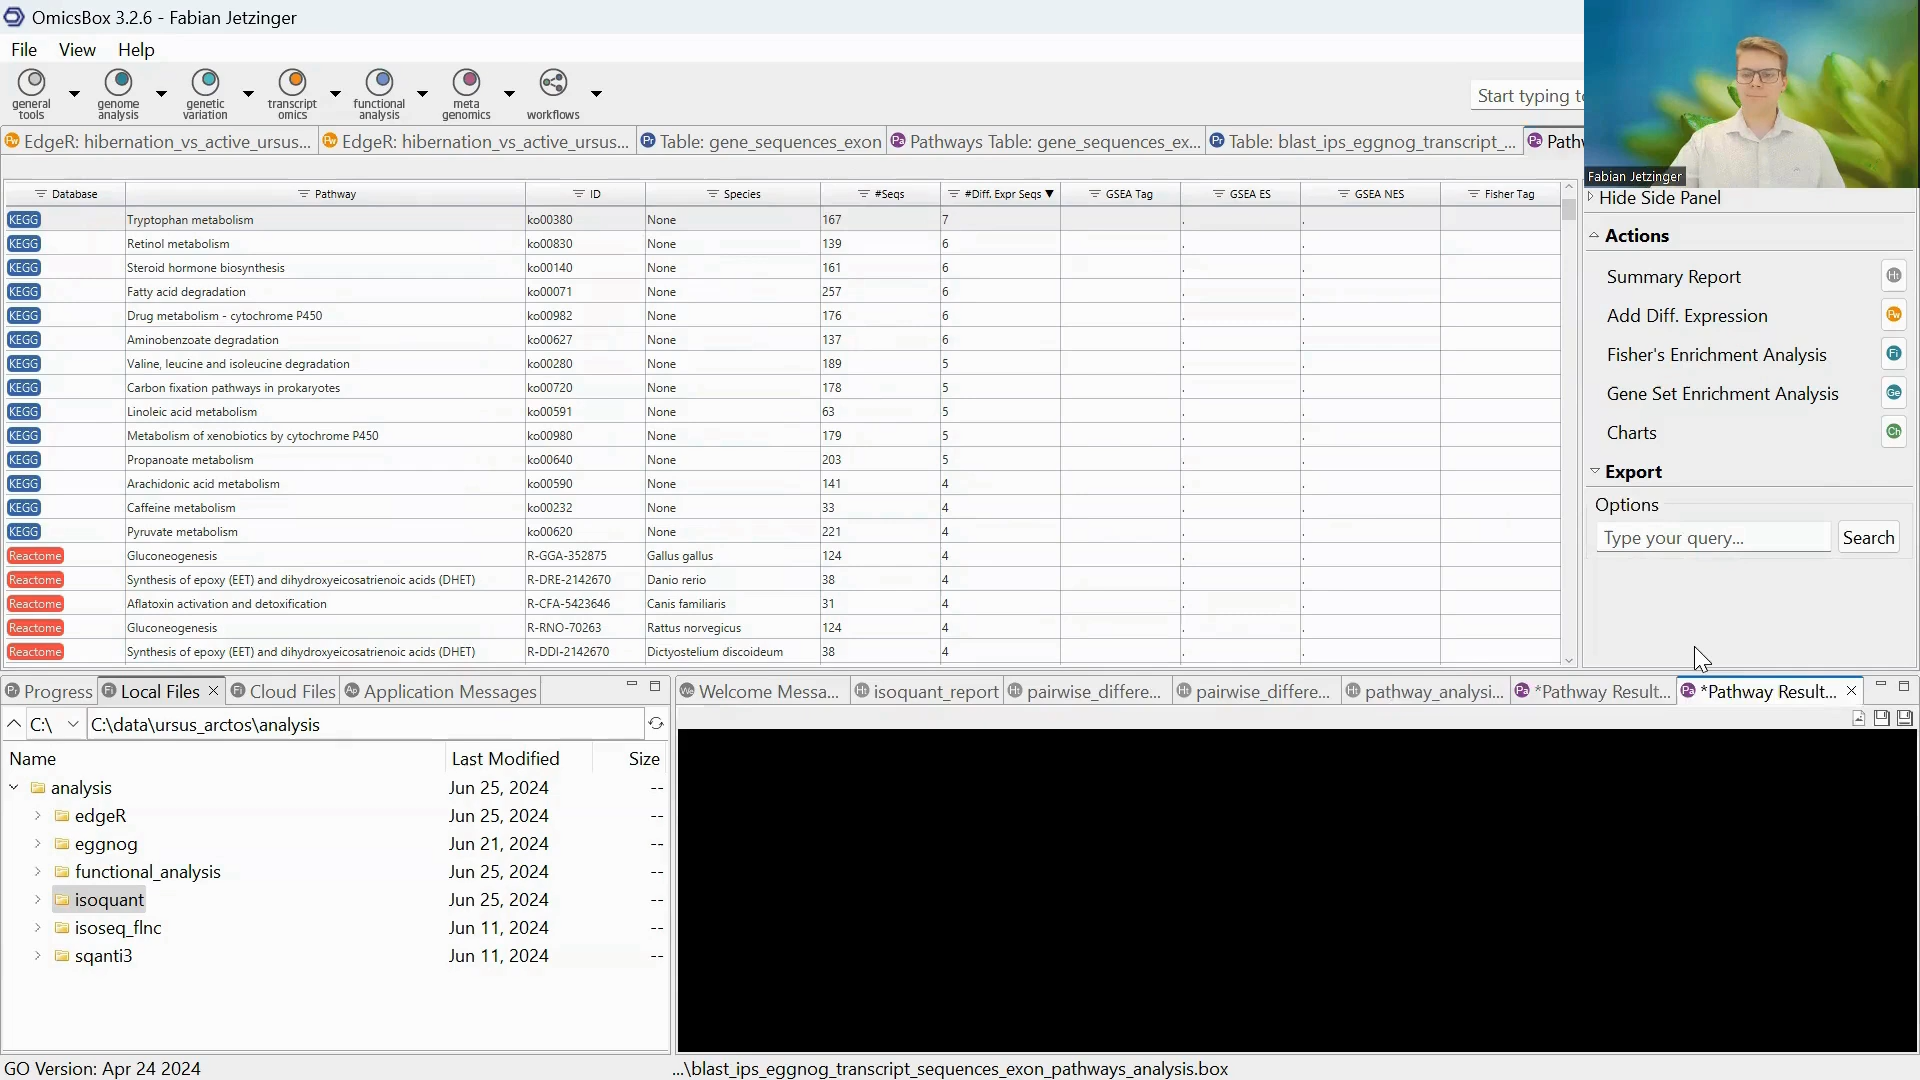 OmicsBox 3.2.6 - Fabian Jetzinger
File View Help
general tools
genome analysis
genetic variation
transcript omics
functional analysis
meta genomics
workflows
Start typing to
Fabian Jetzinger
EdgeR: hibernation_vs_active_ursus... EdgeR: hibernation_vs_active_ursus... Table: gene_sequences_exon Pathways Table: gene_sequences_ex... Table: blast_ips_eggnog_transcript_... Pathw
Database Pathway ID Species #Seqs #Diff. Expr Seqs GSEA Tag GSEA ES GSEA NES Fisher Tag
KEGG Tryptophan metabolism ko00380 None 167 7 . .
KEGG Retinol metabolism ko00830 None 139 6 . .
KEGG Steroid hormone biosynthesis ko00140 None 161 6 . .
KEGG Fatty acid degradation ko00071 None 257 6 . .
KEGG Drug metabolism - cytochrome P450 ko00982 None 176 6 . .
KEGG Aminobenzoate degradation ko00627 None 137 6 . .
KEGG Valine, leucine and isoleucine degradation ko00280 None 189 5 . .
KEGG Carbon fixation pathways in prokaryotes ko00720 None 178 5 . .
KEGG Linoleic acid metabolism ko00591 None 63 5 . .
KEGG Metabolism of xenobiotics by cytochrome P450 ko00980 None 179 5 . .
KEGG Propanoate metabolism ko00640 None 203 5 . .
KEGG Arachidonic acid metabolism ko00590 None 141 4 . .
KEGG Caffeine metabolism ko00232 None 33 4 . .
KEGG Pyruvate metabolism ko00620 None 221 4 . .
Reactome Gluconeogenesis R-GGA-352875 Gallus gallus 124 4 . .
Reactome Synthesis of epoxy (EET) and dihydroxyeicosatrienoic acids (DHET) R-DRE-2142670 Danio rerio 38 4 . .
Reactome Aflatoxin activation and detoxification R-CFA-5423646 Canis familiaris 31 4 . .
Reactome Gluconeogenesis R-RNO-70263 Rattus norvegicus 124 4 . .
Reactome Synthesis of epoxy (EET) and dihydroxyeicosatrienoic acids (DHET) R-DDI-2142670 Dictyostelium discoideum 38 4 . .
Hide Side Panel
Actions
Summary Report Ht
Add Diff. Expression Pw
Fisher's Enrichment Analysis Fi
Gene Set Enrichment Analysis Ge
Charts Ch
Export
Options
Type your query... Search
Progress Local Files Cloud Files Application Messages
C:\ C:\data\ursus_arctos\analysis
Name Last Modified Size
analysis Jun 25, 2024 --
edgeR Jun 25, 2024 --
eggnog Jun 21, 2024 --
functional_analysis Jun 25, 2024 --
isoquant Jun 25, 2024 --
isoseq_flnc Jun 11, 2024 --
sqanti3 Jun 11, 2024 --
Welcome Messa... isoquant_report pairwise_differe... pairwise_differe... pathway_analysi... *Pathway Result... *Pathway Result...
GO Version: Apr 24 2024
...\blast_ips_eggnog_transcript_sequences_exon_pathways_analysis.box